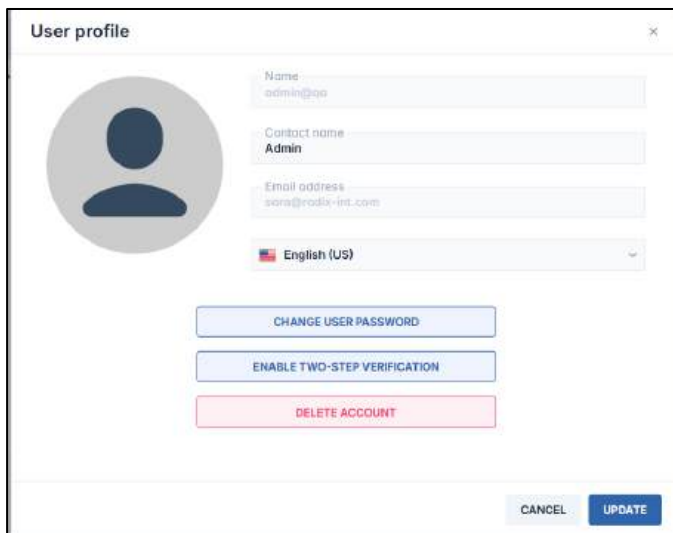 User profile
×
Name
admin@qa
Contact name
Admin
Email address
sara@radix-int.com
English (US)
CHANGE USER PASSWORD
ENABLE TWO-STEP VERIFICATION
DELETE ACCOUNT
CANCEL UPDATE